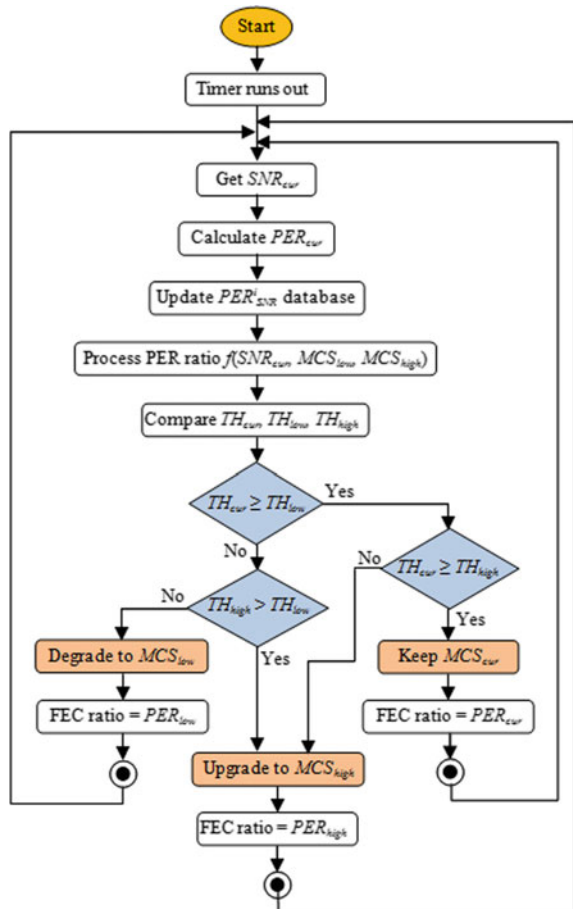 Start
Timer runs out
Get SNRcur
Calculate PERcur
Update PERiSNR database
Process PER ratio f(SNRcur, MCSlow, MCShigh)
Compare THcur, THlow, THhigh
THcur ≥ THlow
Yes
No
No
THcur ≥ THhigh
No
THhigh > THlow
Yes
Yes
Degrade to MCSlow
Keep MCScur
FEC ratio = PERlow
FEC ratio = PERcur
Upgrade to MCShigh
FEC ratio = PERhigh